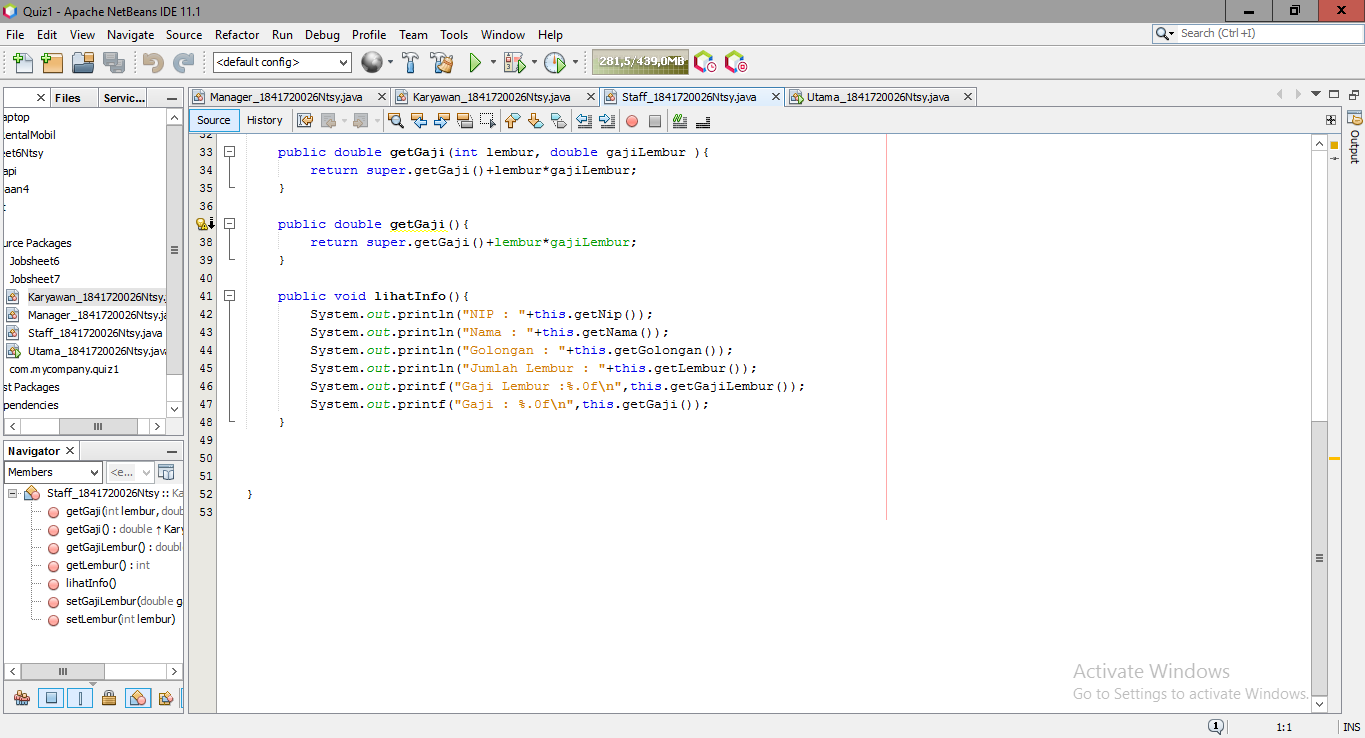 Quiz1 - Apache NetBeans IDE 11.1
File Edit View Navigate Source Refactor Run Debug Profile Team Tools Window Help
Search (Ctrl+I)
<default config>
281,5/439,0MB
Files Servic...
Manager_1841720026Ntsy.java Karyawan_1841720026Ntsy.java Staff_1841720026Ntsy.java Utama_1841720026Ntsy.java
Source History
Output
aptop
entalMobil
eet6Ntsy
api
aan4
urce Packages
Jobsheet6
Jobsheet7
Karyawan_1841720026Ntsy.
Manager_1841720026Ntsy.ja
Staff_1841720026Ntsy.java
Utama_1841720026Ntsy.java
com.mycompany.quiz1
st Packages
pendencies
Navigator
Members <e...
Staff_1841720026Ntsy :: Ka
getGaji(int lembur, doub
getGaji() : double ↑ Kary
getGajiLembur() : doubl
getLembur() : int
lihatInfo()
setGajiLembur(double g
setLembur(int lembur)
32
33 public double getGaji(int lembur, double gajiLembur ){
34 return super.getGaji()+lembur*gajiLembur;
35 }
36
public double getGaji(){
38 return super.getGaji()+lembur*gajiLembur;
39 }
40
41 public void lihatInfo(){
42 System.out.println("NIP : "+this.getNip());
43 System.out.println("Nama : "+this.getNama());
44 System.out.println("Golongan : "+this.getGolongan());
45 System.out.println("Jumlah Lembur : "+this.getLembur());
46 System.out.printf("Gaji Lembur :%.0f\n",this.getGajiLembur());
47 System.out.printf("Gaji : %.0f\n",this.getGaji());
48 }
49
50
51
52 }
53
Activate Windows
Go to Settings to activate Windows.
1
1:1 INS